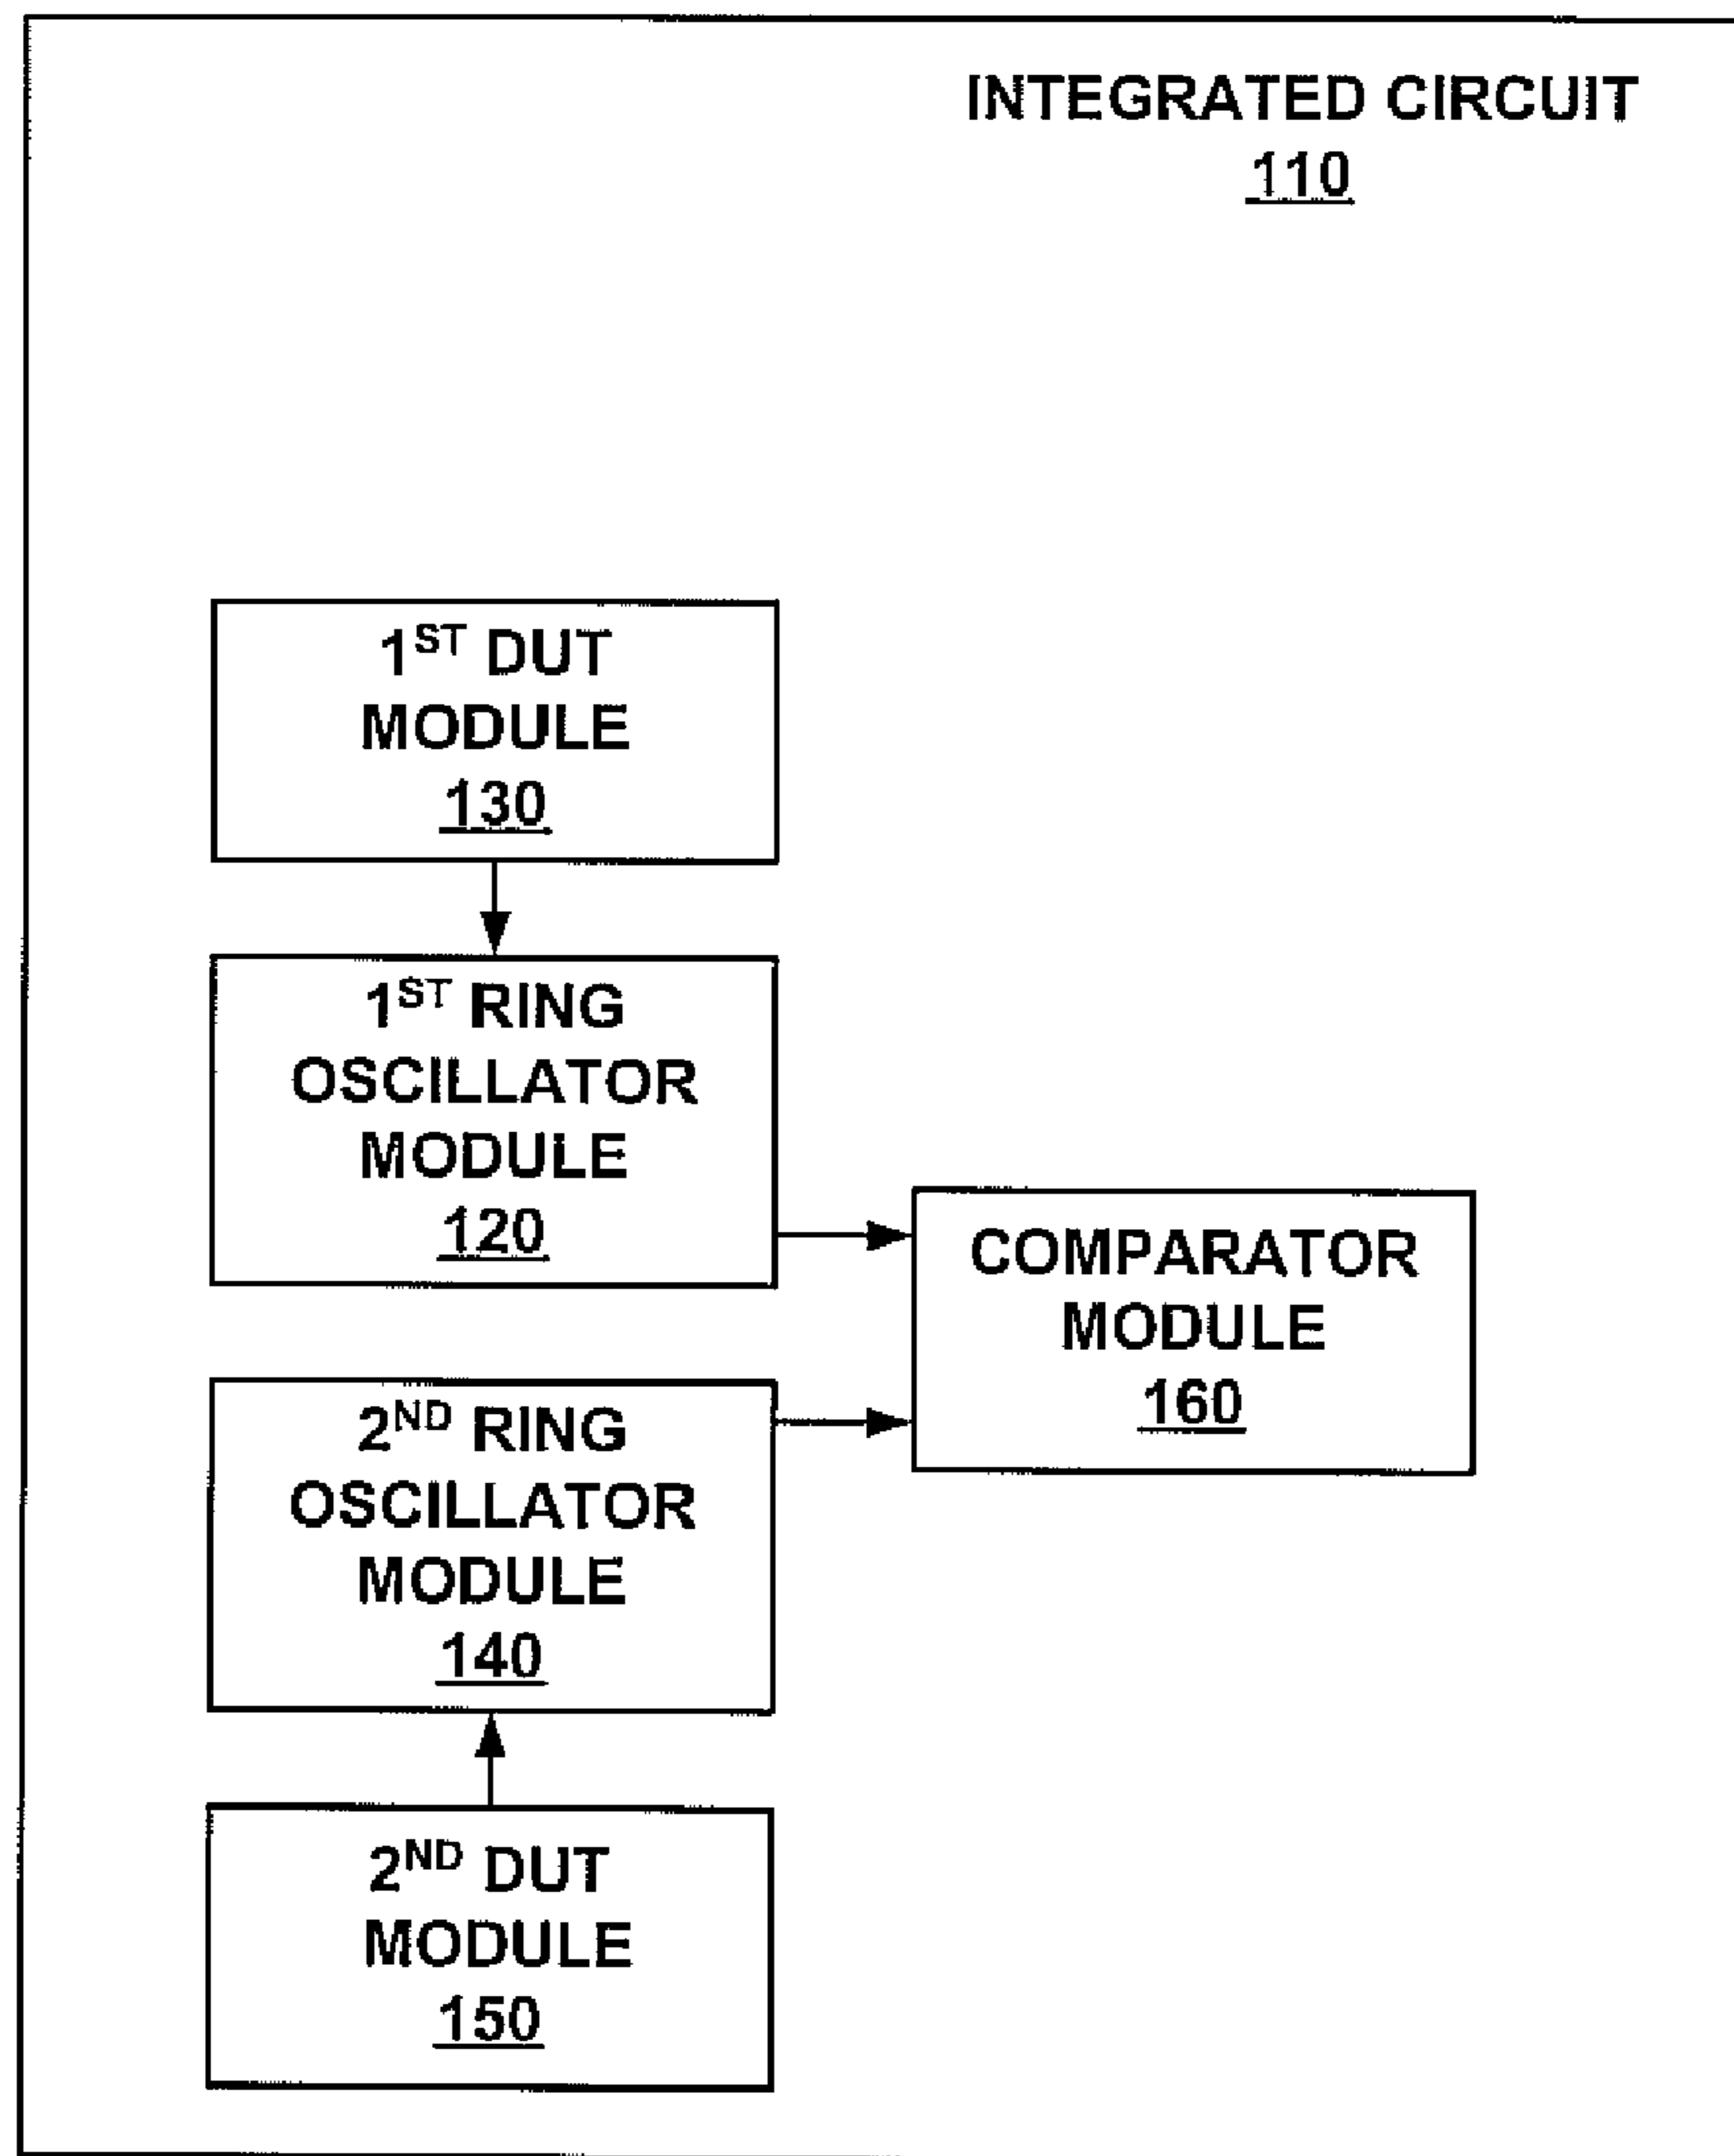 INTEGRATED CIRCUIT
110
1ST DUT
MODULE
130
1ST RING
OSCILLATOR
MODULE
120
COMPARATOR
MODULE
160
2ND RING
OSCILLATOR
MODULE
140
2ND DUT
MODULE
150